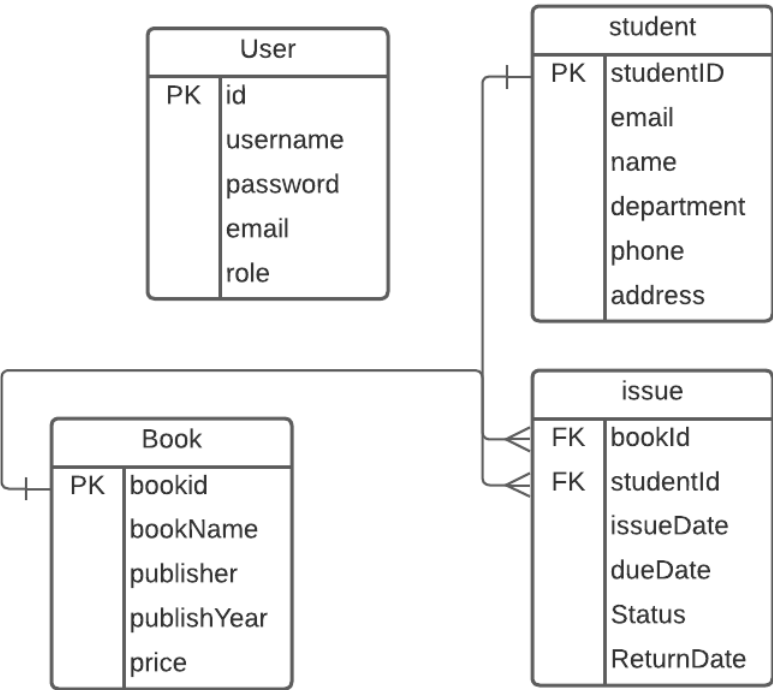 User
PK id
username
password
email
role
student
PK studentID
email
name
department
phone
address
Book
PK bookid
bookName
publisher
publishYear
price
issue
FK bookId
FK studentId
issueDate
dueDate
Status
ReturnDate